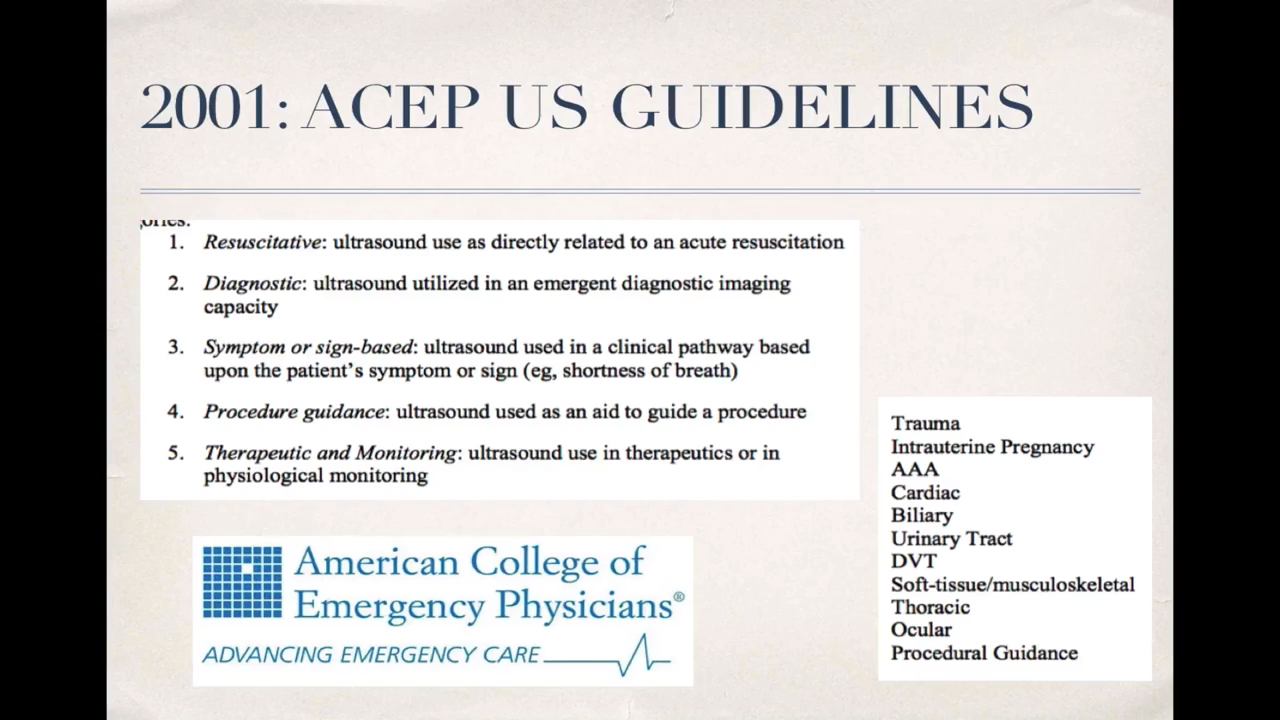 2001: ACEP US GUIDELINES
ories:
1. Resuscitative: ultrasound use as directly related to an acute resuscitation
2. Diagnostic: ultrasound utilized in an emergent diagnostic imaging
capacity
3. Symptom or sign-based: ultrasound used in a clinical pathway based
upon the patient's symptom or sign (eg, shortness of breath)
4. Procedure guidance: ultrasound used as an aid to guide a procedure
5. Therapeutic and Monitoring: ultrasound use in therapeutics or in
physiological monitoring
American College of
Emergency Physicians®
ADVANCING EMERGENCY CARE
Trauma
Intrauterine Pregnancy
AAA
Cardiac
Biliary
Urinary Tract
DVT
Soft-tissue/musculoskeletal
Thoracic
Ocular
Procedural Guidance